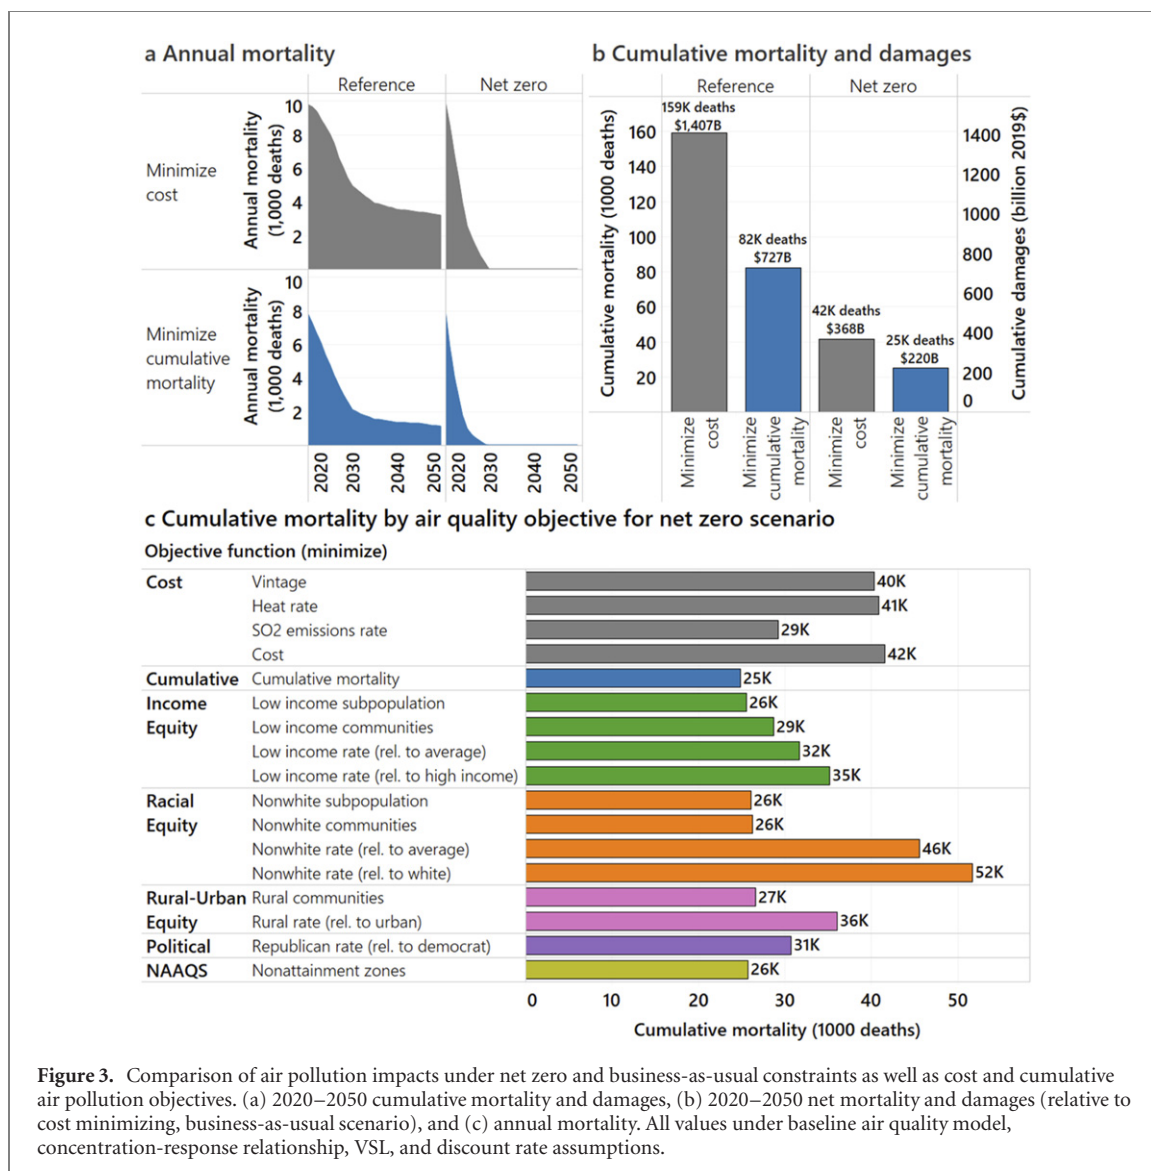 a Annual mortality
Reference
Net zero
Minimize
cost
Annual mortality
(1,000 deaths)
10
8
6
4
2
Minimize
cumulative
mortality
Annual mortality
(1,000 deaths)
10
8
6
4
2
2020
2030
2040
2050
2020
2030
2040
2050
b Cumulative mortality and damages
Reference
Net zero
Cumulative mortality (1000 deaths)
160
140
120
100
80
60
40
20
159K deaths
$1,407B
82K deaths
$727B
42K deaths
$368B
25K deaths
$220B
1400
1200
1000
800
600
400
200
0
Cumulative damages (billion 2019$)
Minimize
cost
Minimize
cumulative
mortality
Minimize
cost
Minimize
cumulative
mortality
c Cumulative mortality by air quality objective for net zero scenario
Objective function (minimize)
Cost Vintage 40K
Heat rate 41K
SO2 emissions rate 29K
Cost 42K
Cumulative Cumulative mortality 25K
Income Low income subpopulation 26K
Equity Low income communities 29K
Low income rate (rel. to average) 32K
Low income rate (rel. to high income) 35K
Racial Nonwhite subpopulation 26K
Equity Nonwhite communities 26K
Nonwhite rate (rel. to average) 46K
Nonwhite rate (rel. to white) 52K
Rural-Urban Rural communities 27K
Equity Rural rate (rel. to urban) 36K
Political Republican rate (rel. to democrat) 31K
NAAQS Nonattainment zones 26K
0 10 20 30 40 50
Cumulative mortality (1000 deaths)
Figure 3. Comparison of air pollution impacts under net zero and business-as-usual constraints as well as cost and cumulative
air pollution objectives. (a) 2020–2050 cumulative mortality and damages, (b) 2020–2050 net mortality and damages (relative to
cost minimizing, business-as-usual scenario), and (c) annual mortality. All values under baseline air quality model,
concentration-response relationship, VSL, and discount rate assumptions.